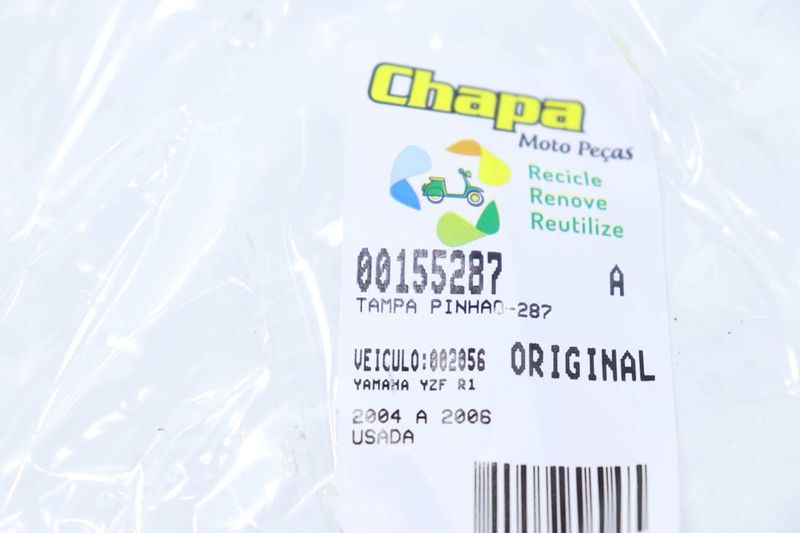 Chapa
Moto Peças
Recicle
Renove
Reutilize
00155287 A
TAMPA PINHAO-287
VEICULO:002056 ORIGINAL
YAMAHA YZF R1
2004 A 2006
USADA